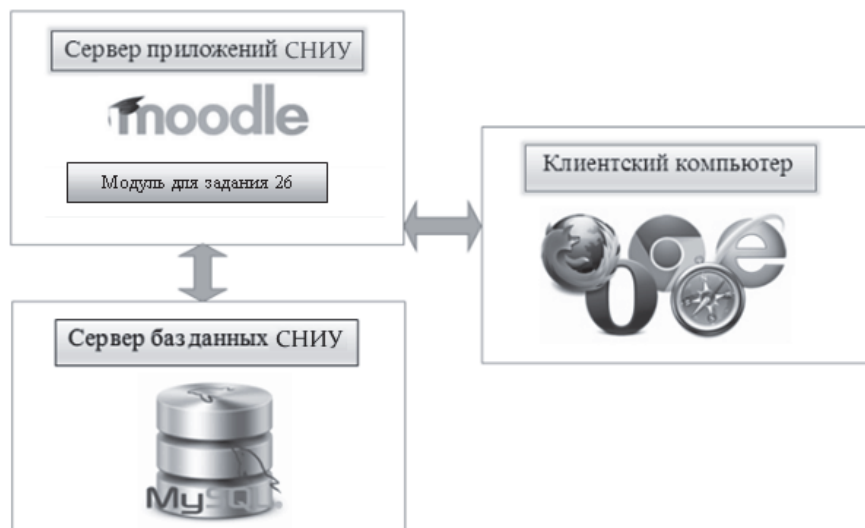 Сервер приложений СНИУ
moodle
Модуль для задания 26
Клиентский компьютер
Сервер баз данных СНИУ
MySQL